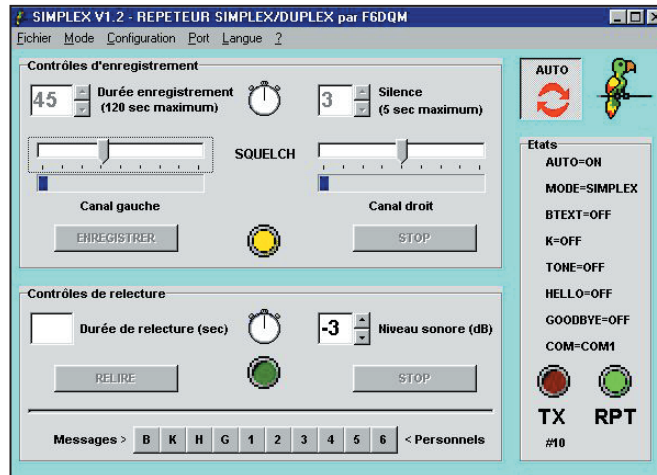 SIMPLEX V1.2 - REPETEUR SIMPLEX/DUPLEX par F6DQM
Fichier Mode Configuration Port Langue ?
Contrôles d'enregistrement
45 Durée enregistrement
(120 sec maximum)
3 Silence
(5 sec maximum)
SQUELCH
Canal gauche
Canal droit
ENREGISTRER
STOP
Contrôles de relecture
Durée de relecture (sec)
-3 Niveau sonore (dB)
RELIRE
STOP
Messages > B K H G 1 2 3 4 5 6 < Personnels
AUTO
Etats
AUTO=ON
MODE=SIMPLEX
BTEXT=OFF
K=OFF
TONE=OFF
HELLO=OFF
GOODBYE=OFF
COM=COM1
TX RPT
#10